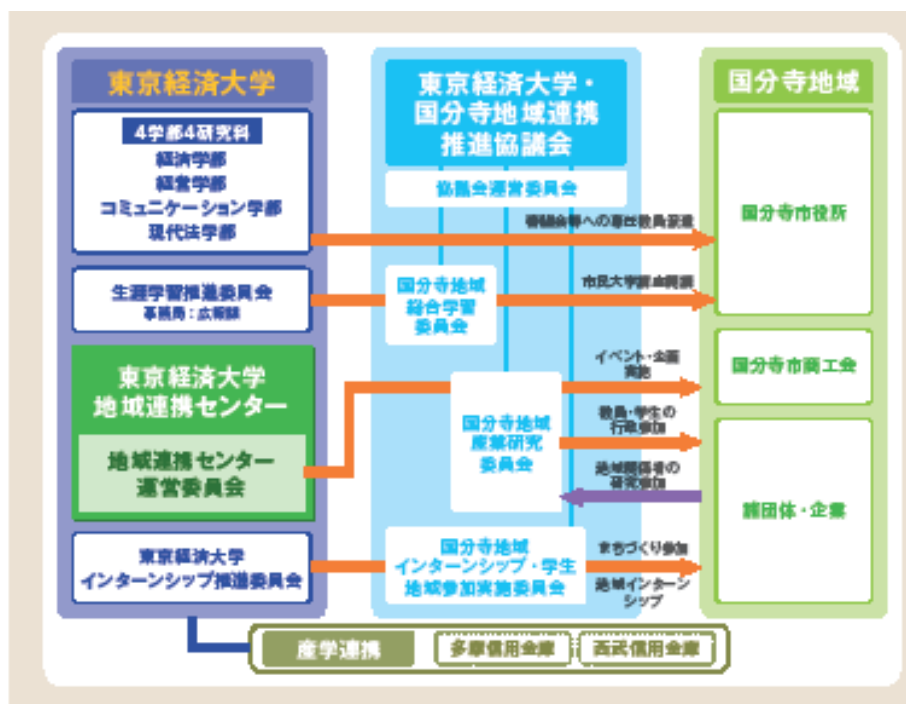 東京経済大学
4学部4研究科
経済学部
経営学部
コミュニケーション学部
現代法学部
生涯学習推進委員会
事務局：広報課
東京経済大学
地域連携センター
地域連携センター
運営委員会
東京経済大学
インターンシップ推進委員会
東京経済大学・
国分寺地域連携
推進協議会
協議会運営委員会
国分寺地域
総合学習
委員会
国分寺地域
産業研究
委員会
国分寺地域
インターンシップ・学生
地域参加実施委員会
審議会等への専任教員派遣
市民大学講座開講
イベント・企画
実施
教員・学生の
行政参加
地域関係者の
研究参加
まちづくり参加
地域インターン
シップ
国分寺地域
国分寺市役所
国分寺市商工会
諸団体・企業
産学連携
多摩信用金庫
西武信用金庫